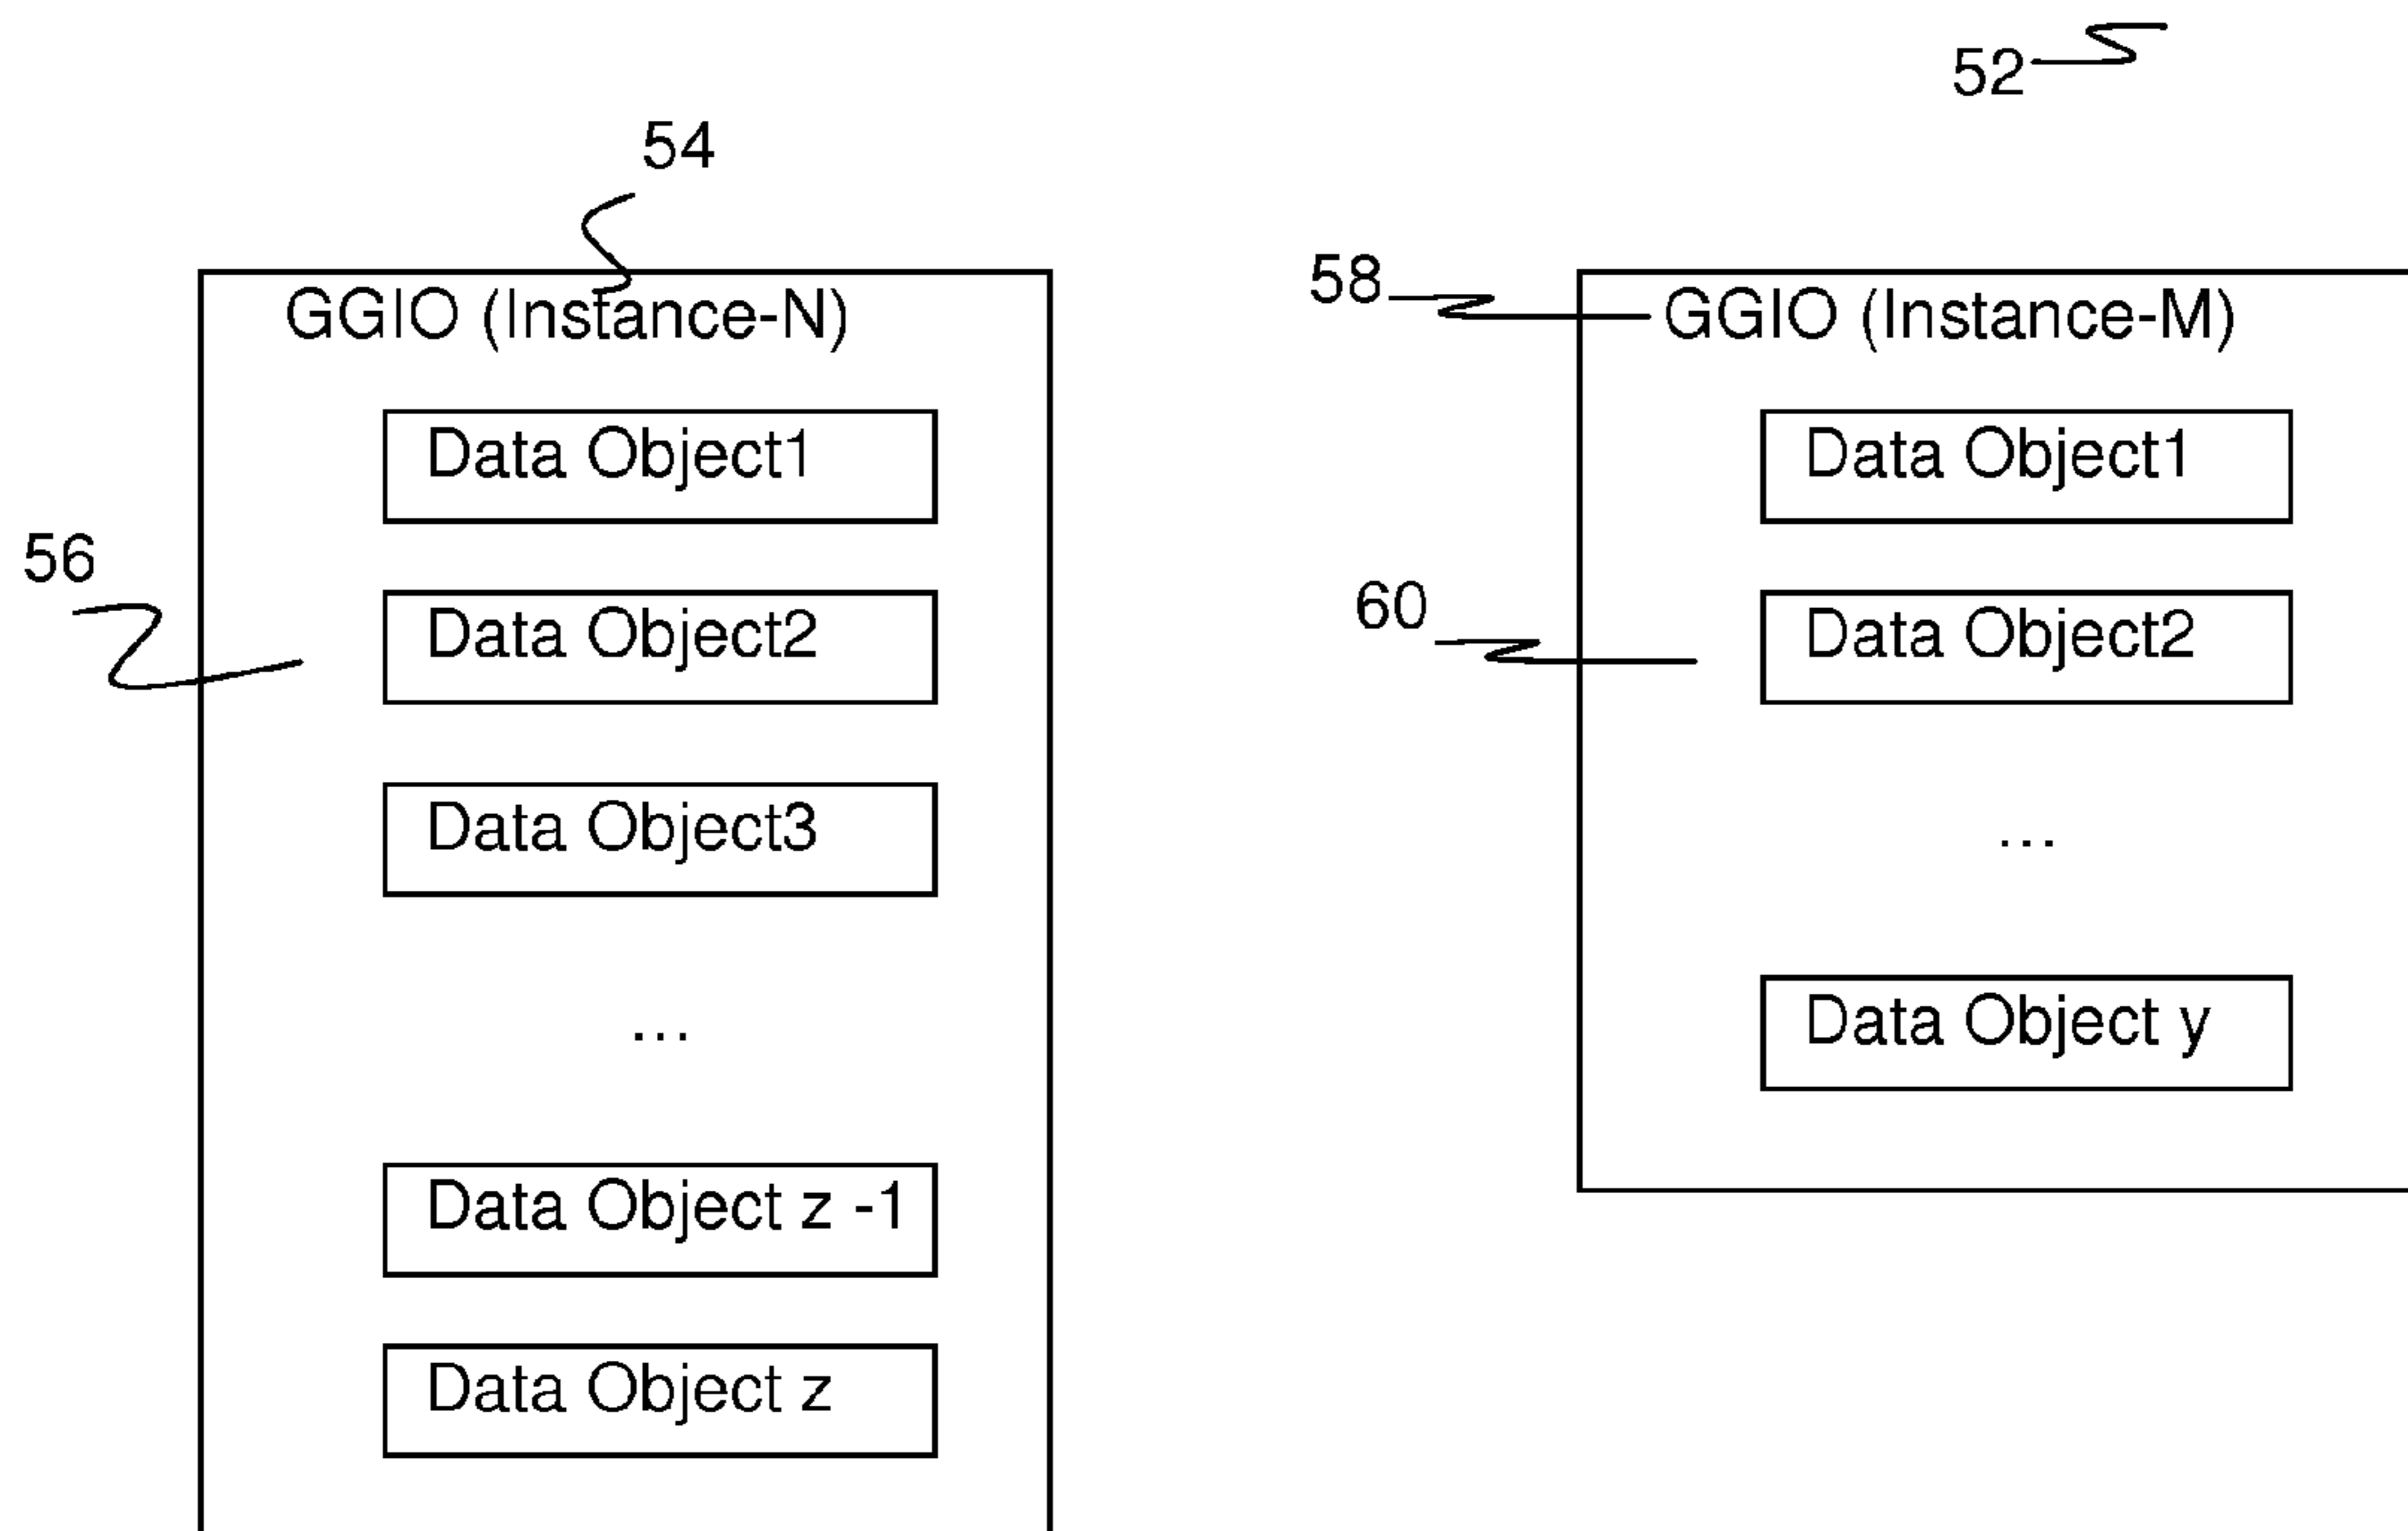 52
54
GGIO (Instance-N)
Data Object1
56
Data Object2
Data Object3
...
Data Object z -1
Data Object z
58
GGIO (Instance-M)
Data Object1
60
Data Object2
...
Data Object y